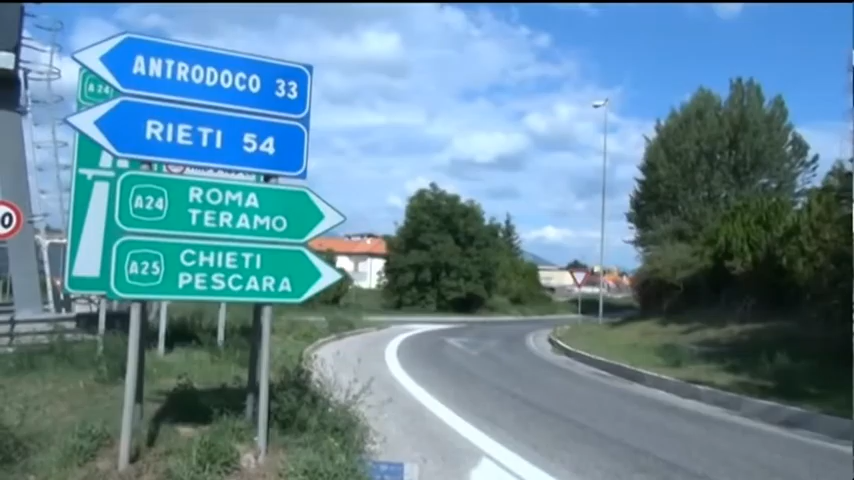 ANTRODOCO 33
A24
RIETI 54
A24 ROMA
TERAMO
A25 CHIETI
PESCARA